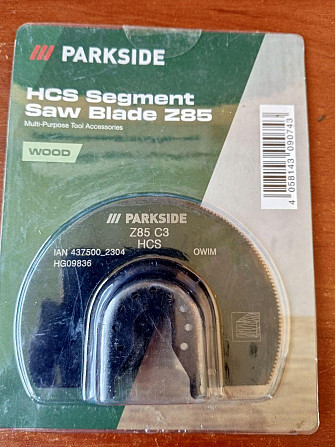 PARKSIDE
HCS Segment
Saw Blade Z85
Multi-Purpose Tool Accessories
WOOD
4 058143 090743
PARKSIDE
Z85 C3
HCS
IAN 437500_2304
OWIM
HG09836